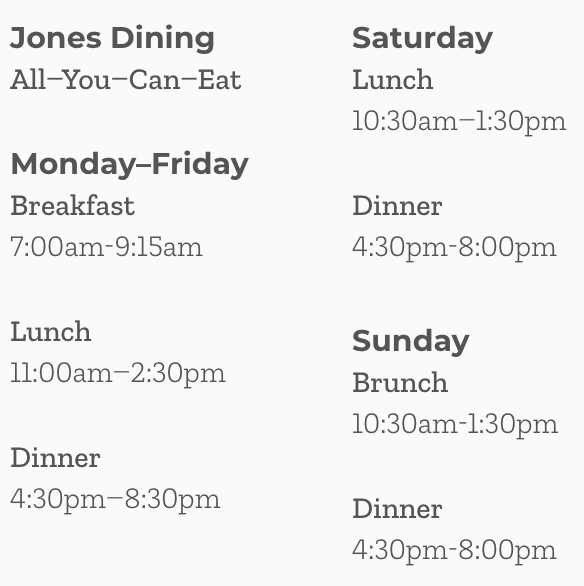 Jones Dining
All–You–Can–Eat
Monday–Friday
Breakfast
7:00am-9:15am
Lunch
11:00am–2:30pm
Dinner
4:30pm–8:30pm
Saturday
Lunch
10:30am–1:30pm
Dinner
4:30pm-8:00pm
Sunday
Brunch
10:30am-1:30pm
Dinner
4:30pm-8:00pm